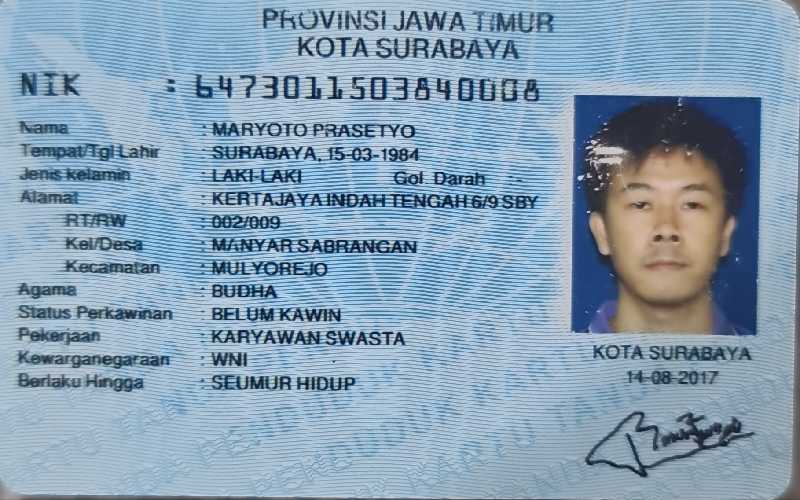 PROVINSI JAWA TIMUR
KOTA SURABAYA
NIK : 6473011503840008
Nama : MARYOTO PRASETYO
Tempat/Tgl Lahir : SURABAYA, 15-03-1984
Jenis kelamin : LAKI-LAKI Gol. Darah
Alamat : KERTAJAYA INDAH TENGAH 6/9 SBY
RT/RW : 002/009
Kel/Desa : MANYAR SABRANGAN
Kecamatan : MULYOREJO
Agama : BUDHA
Status Perkawinan : BELUM KAWIN
Pekerjaan : KARYAWAN SWASTA
Kewarganegaraan : WNI
Berlaku Hingga : SEUMUR HIDUP
KOTA SURABAYA
14-08-2017